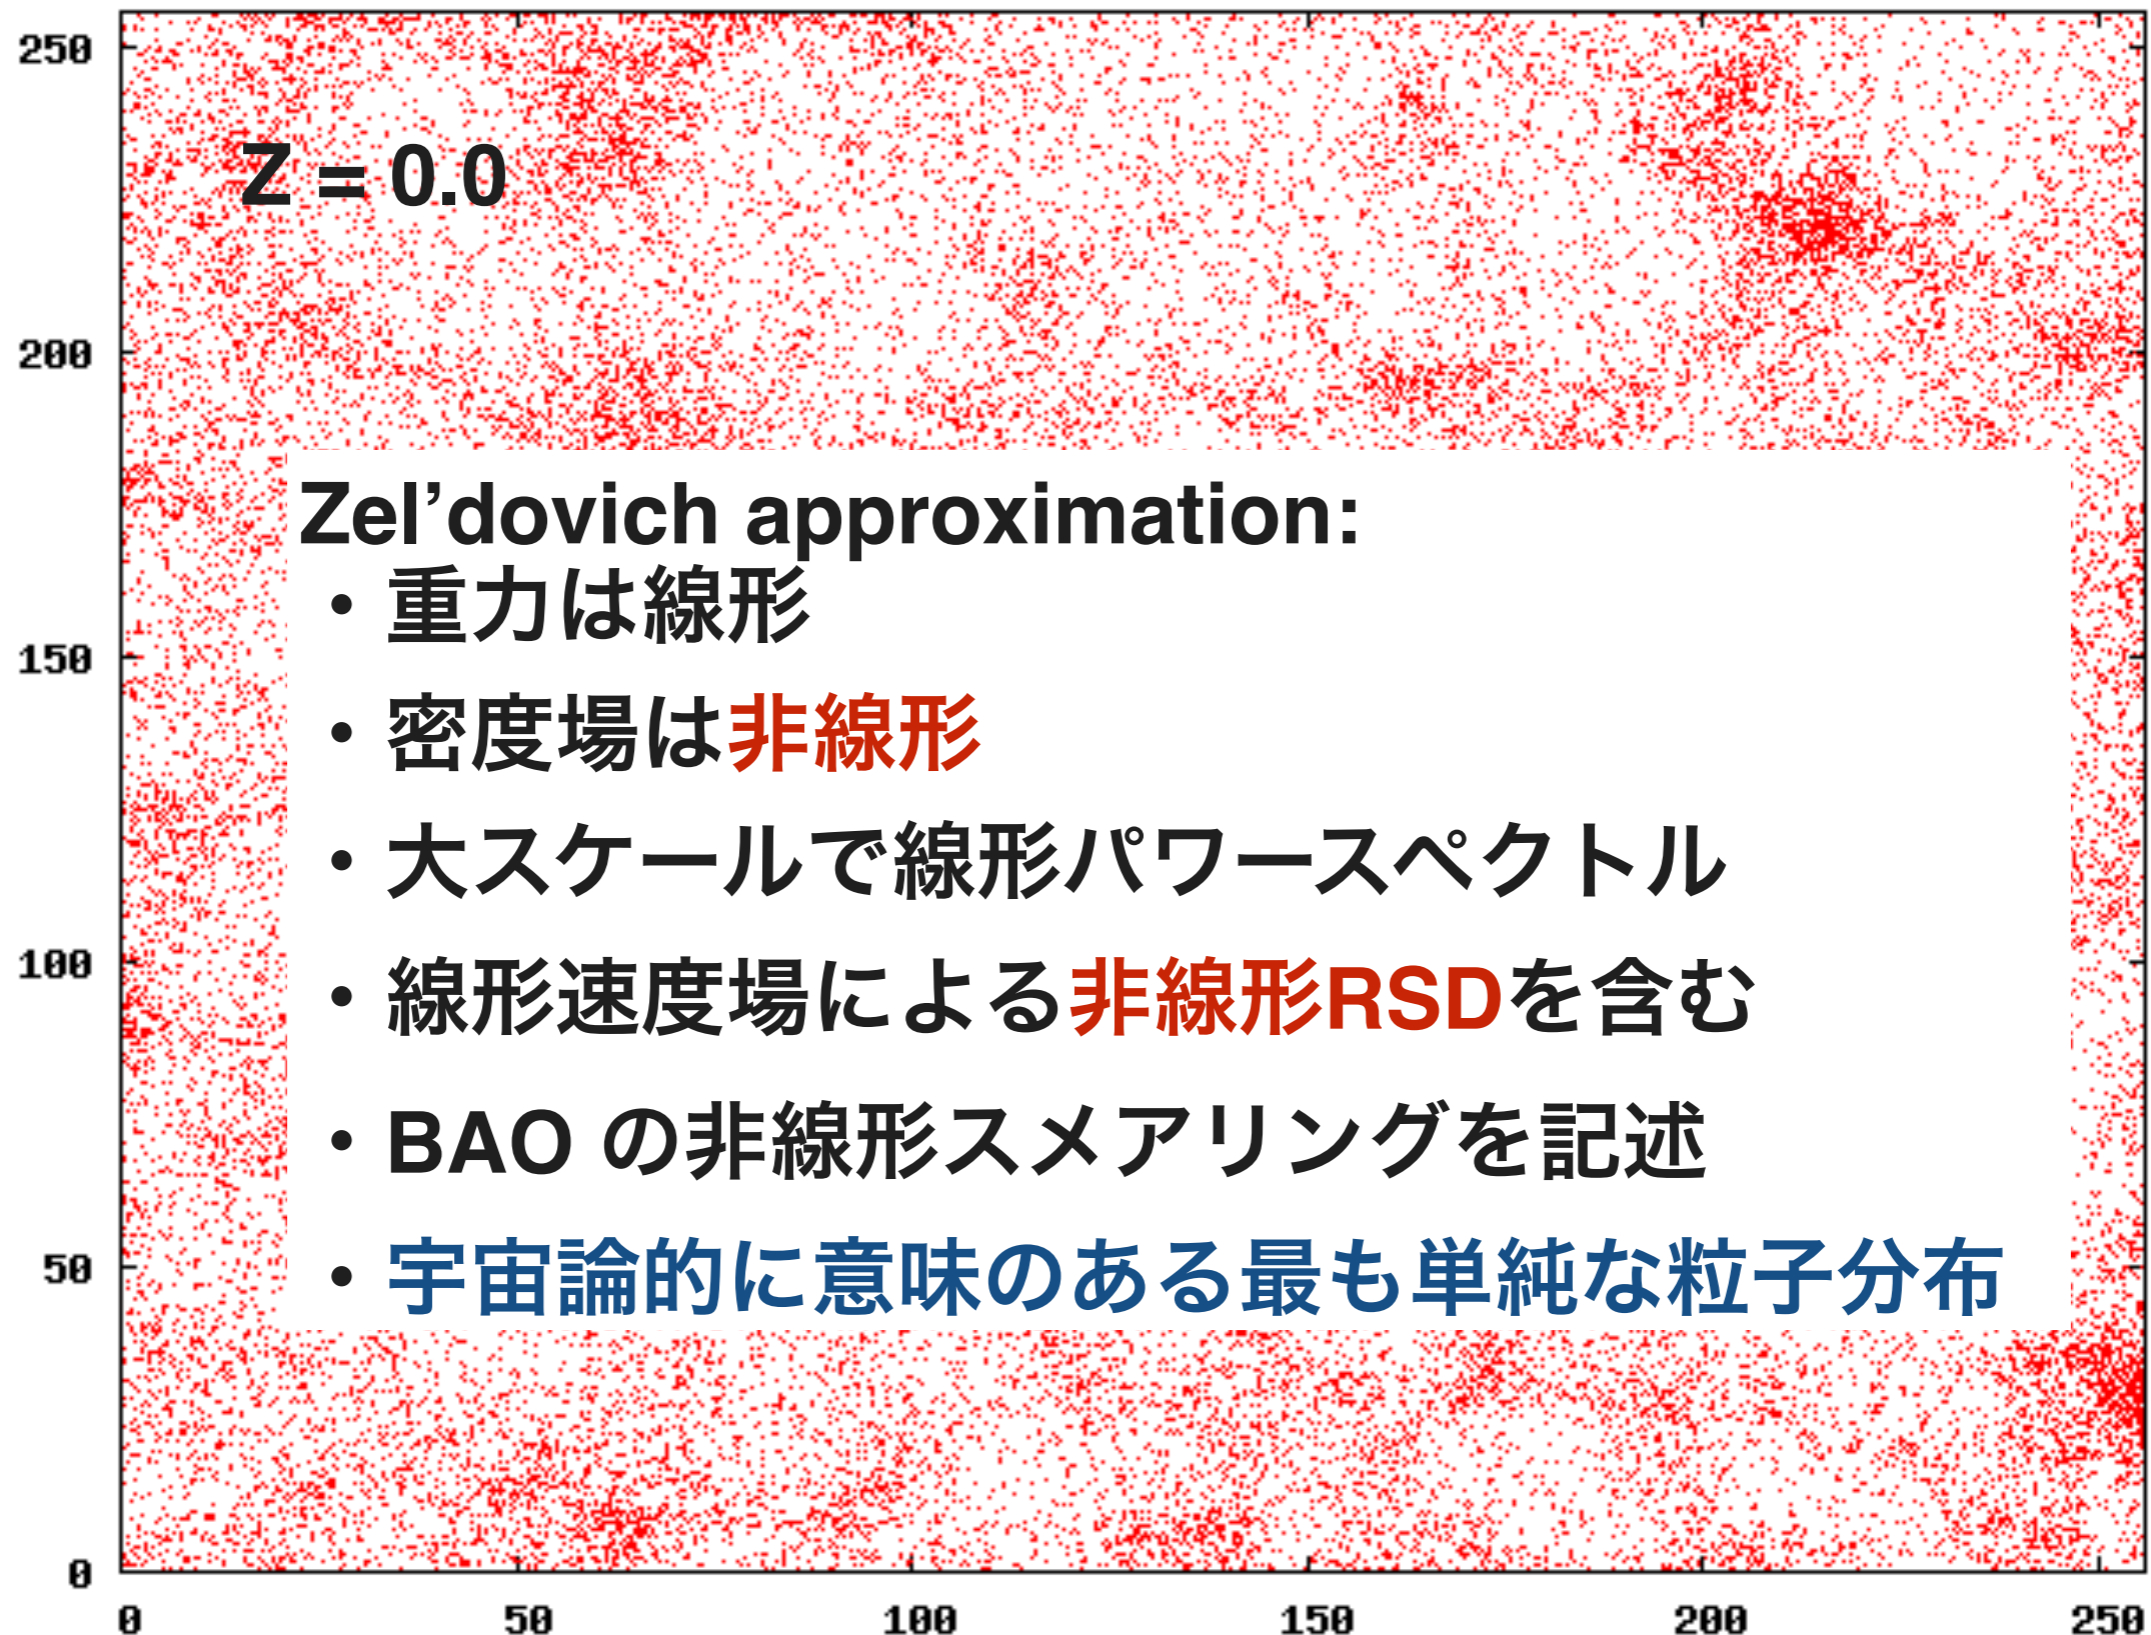 250
Z = 0.0
200
Zel’dovich approximation:
• 重力は線形
150
• 密度場は非線形
• 大スケールで線形パワースペクトル
100
• 線形速度場による非線形RSDを含む
• BAO の非線形スメアリングを記述
50
• 宇宙論的に意味のある最も単純な粒子分布
0
0 50 100 150 200 250